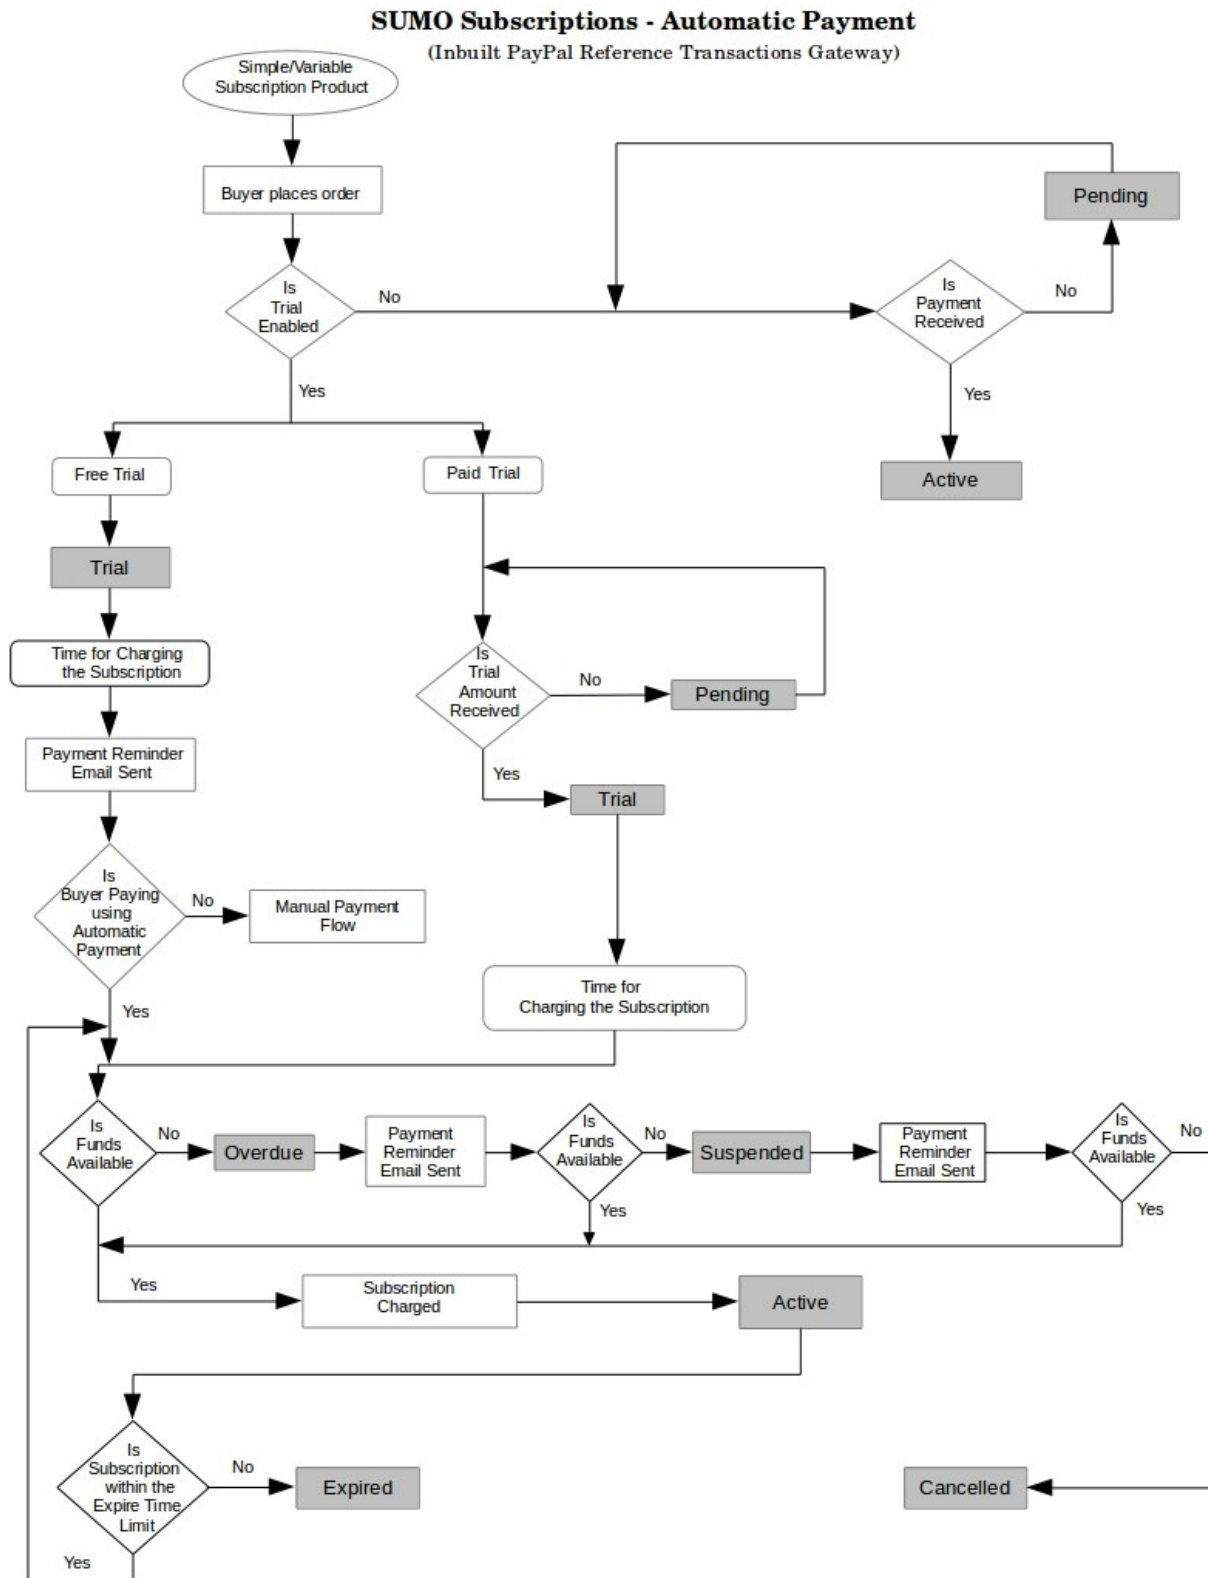 SUMO Subscriptions - Automatic Payment
(Inbuilt PayPal Reference Transactions Gateway)
Simple/Variable
Subscription Product
Buyer places order
Pending
Is
Trial
Enabled
No
Is
Payment
Received
No
Yes
Yes
Free Trial
Paid Trial
Active
Trial
Time for Charging
the Subscription
Is
Trial
Amount
Received
No
Pending
Payment Reminder
Email Sent
Yes
Trial
Is
Buyer Paying
using
Automatic
Payment
No
Manual Payment
Flow
Yes
Time for
Charging the Subscription
Is
Funds
Available
No
Overdue
Payment
Reminder
Email Sent
Is
Funds
Available
No
Suspended
Payment
Reminder
Email Sent
Is
Funds
Available
No
Yes
Yes
Yes
Subscription
Charged
Active
Is
Subscription
within the
Expire Time
Limit
No
Expired
Cancelled
Yes